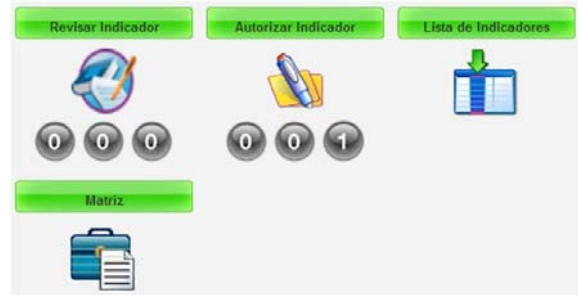 Revisar Indicador Autorizar Indicador Lista de Indicadores
0 0 0 0 0 1
Matriz